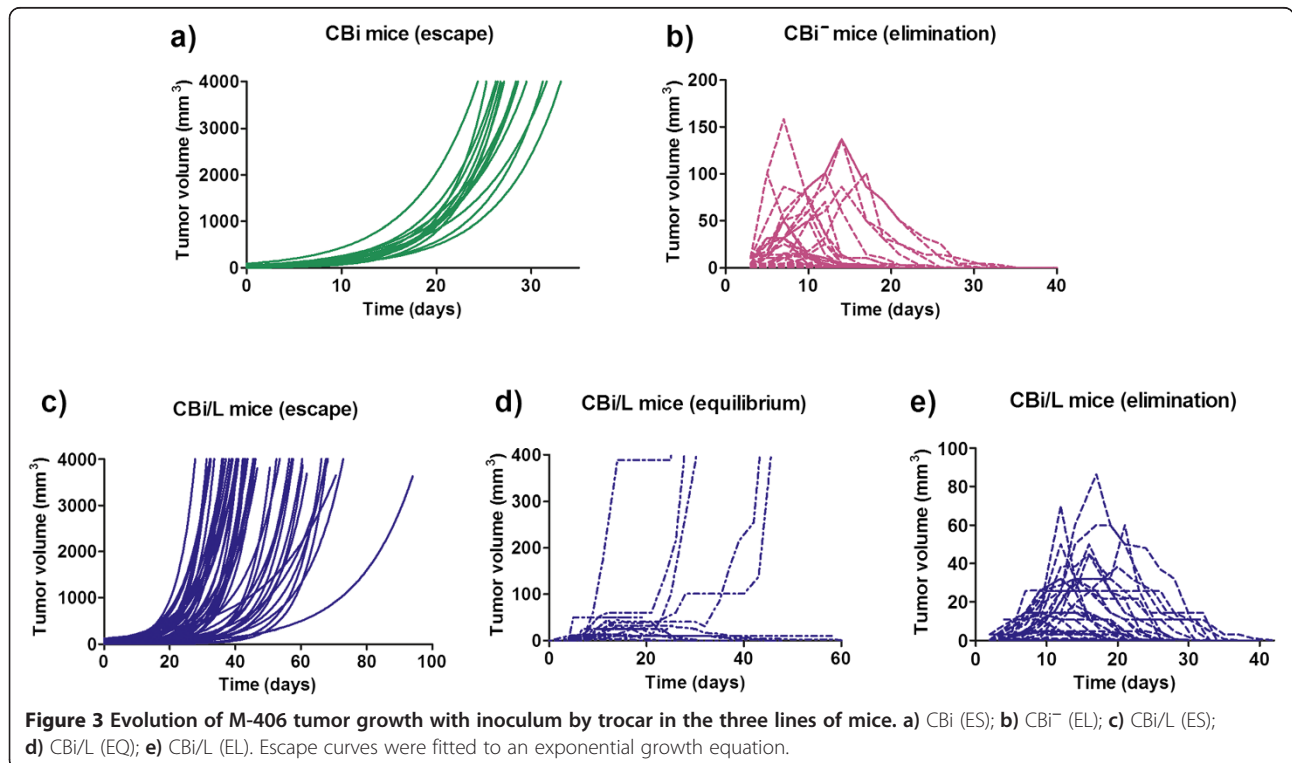 a)
CBi mice (escape)
Tumor volume (mm³)
4000
3000
2000
1000
0
0 10 20 30
Time (days)
b)
CBi⁻ mice (elimination)
Tumor volume (mm³)
200
150
100
50
0
0 10 20 30 40
Time (days)
c)
CBi/L mice (escape)
Tumor volume (mm³)
4000
3000
2000
1000
0
0 20 40 60 80 100
Time (days)
d)
CBi/L mice (equilibrium)
Tumor volume (mm³)
400
300
200
100
0
0 20 40 60
Time (days)
e)
CBi/L mice (elimination)
Tumor volume (mm³)
100
80
60
40
20
0
0 10 20 30 40
Time (days)
Figure 3 Evolution of M-406 tumor growth with inoculum by trocar in the three lines of mice. a) CBi (ES); b) CBi⁻ (EL); c) CBi/L (ES);
d) CBi/L (EQ); e) CBi/L (EL). Escape curves were fitted to an exponential growth equation.